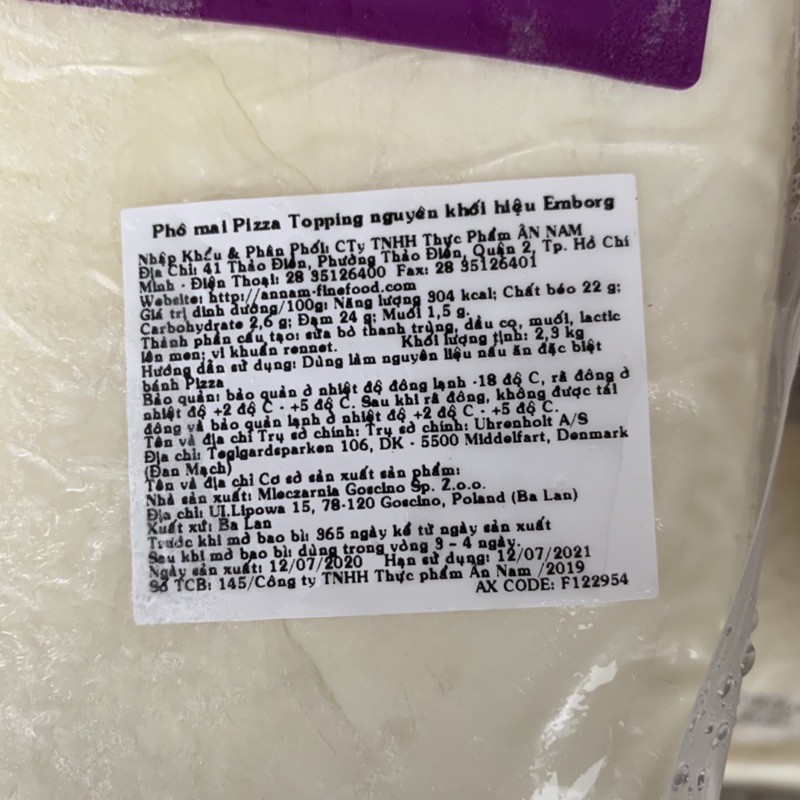 Phô mai Pizza Topping nguyên khối hiệu Emborg
Nhập Khẩu & Phân Phối: CTy TNHH Thực Phẩm ÂN NAM
Địa Chỉ: 41 Thảo Điền, Phường Thảo Điền, Quận 2, Tp. Hồ Chí
Minh - Điện Thoại: 28 35126400 Fax: 28 35126401
Website: http://annam-finefood.com
Giá trị dinh dưỡng/100g: Năng lượng 304 kcal; Chất béo 22 g;
Carbohydrate 2,6 g; Đạm 24 g; Muối 1,5 g.
Thành phần cấu tạo: sữa bò thanh trùng, dầu cọ, muối, lactic
lên men; vi khuẩn rennet. Khối lượng tịnh: 2,3 kg
Hướng dẫn sử dụng: Dùng làm nguyên liệu nấu ăn đặc biệt
bánh Pizza
Bảo quản: bảo quản ở nhiệt độ đông lạnh -18 độ C, rã đông ở
nhiệt độ +2 độ C - +5 độ C. Sau khi rã đông, không được tái
đông và bảo quản lạnh ở nhiệt độ +2 độ C - +5 độ C.
Tên và địa chỉ Trụ sở chính: Trụ sở chính: Uhrenholt A/S
Địa chỉ: Teglgardsparken 106, DK - 5500 Middelfart, Denmark
(Đan Mạch)
Tên và địa chỉ Cơ sở sản xuất sản phẩm:
Nhà sản xuất: Mleczarnia Goscino Sp. Z.o.o.
Địa chỉ: Ul.Lipowa 15, 78-120 Goscino, Poland (Ba Lan)
Xuất xứ: Ba Lan
Trước khi mở bao bì: 365 ngày kể từ ngày sản xuất
Sau khi mở bao bì: dùng trong vòng 3 - 4 ngày.
Ngày sản xuất: 12/07/2020 Hạn sử dụng: 12/07/2021
Số TCB: 145/Công ty TNHH Thực phẩm Ân Nam /2019
AX CODE: F122954